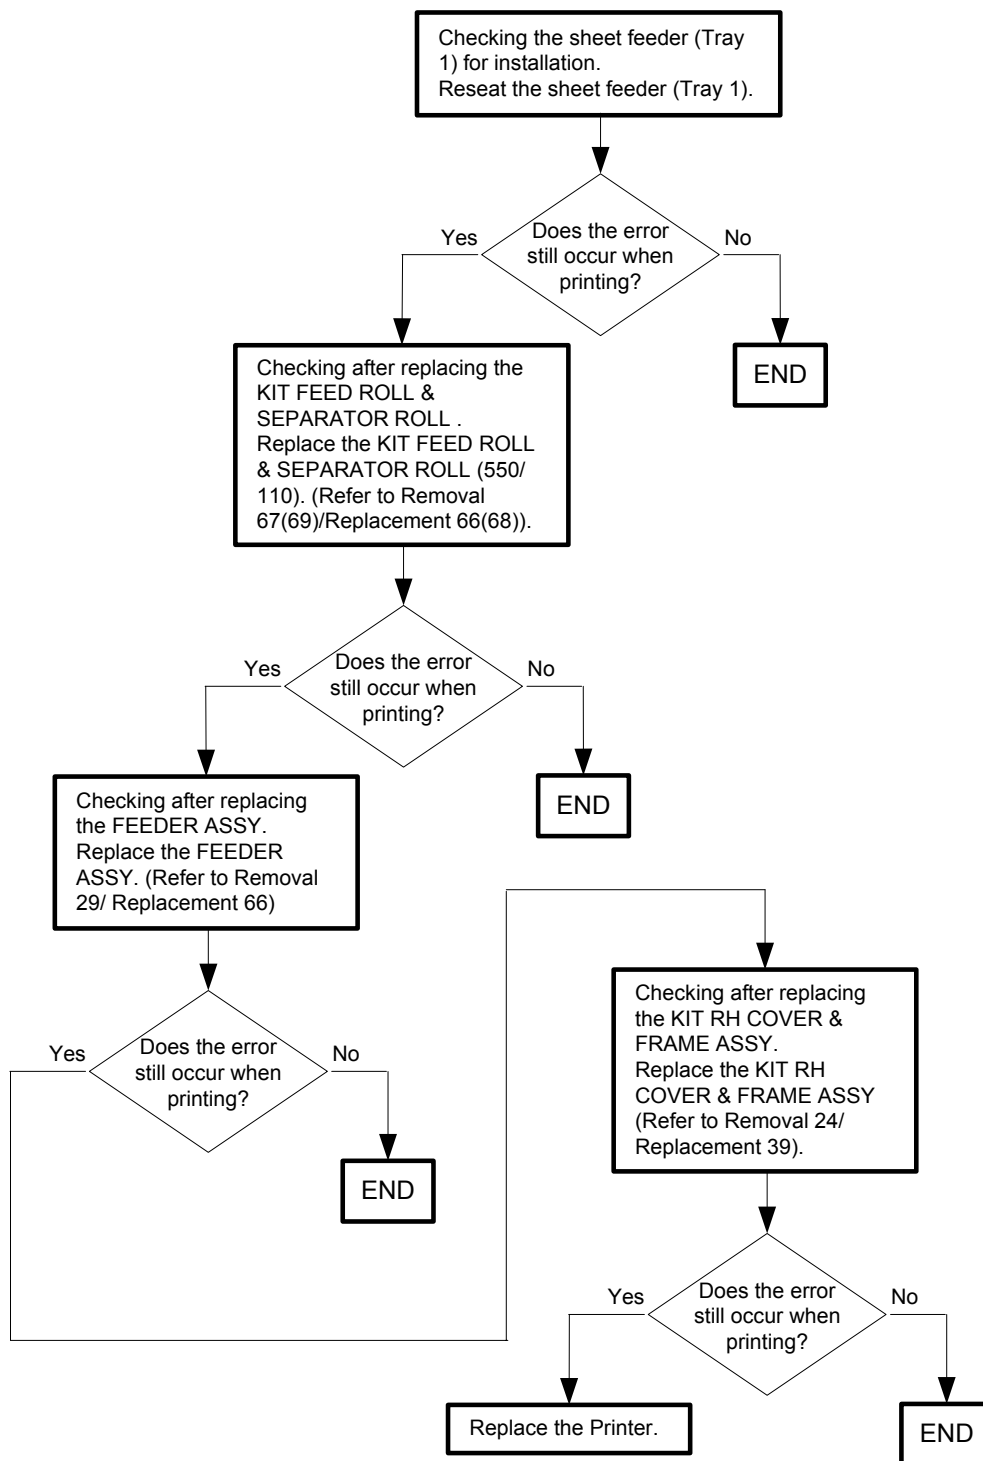 Checking the sheet feeder (Tray
1) for installation.
Reseat the sheet feeder (Tray 1).
Does the error
still occur when
printing?
Yes
No
END
Checking after replacing the
KIT FEED ROLL &
SEPARATOR ROLL .
Replace the KIT FEED ROLL
& SEPARATOR ROLL (550/
110). (Refer to Removal
67(69)/Replacement 66(68)).
Does the error
still occur when
printing?
Yes
No
END
Checking after replacing
the FEEDER ASSY.
Replace the FEEDER
ASSY. (Refer to Removal
29/ Replacement 66)
Does the error
still occur when
printing?
Yes
No
END
Checking after replacing
the KIT RH COVER &
FRAME ASSY.
Replace the KIT RH
COVER & FRAME ASSY
(Refer to Removal 24/
Replacement 39).
Does the error
still occur when
printing?
Yes
No
Replace the Printer.
END